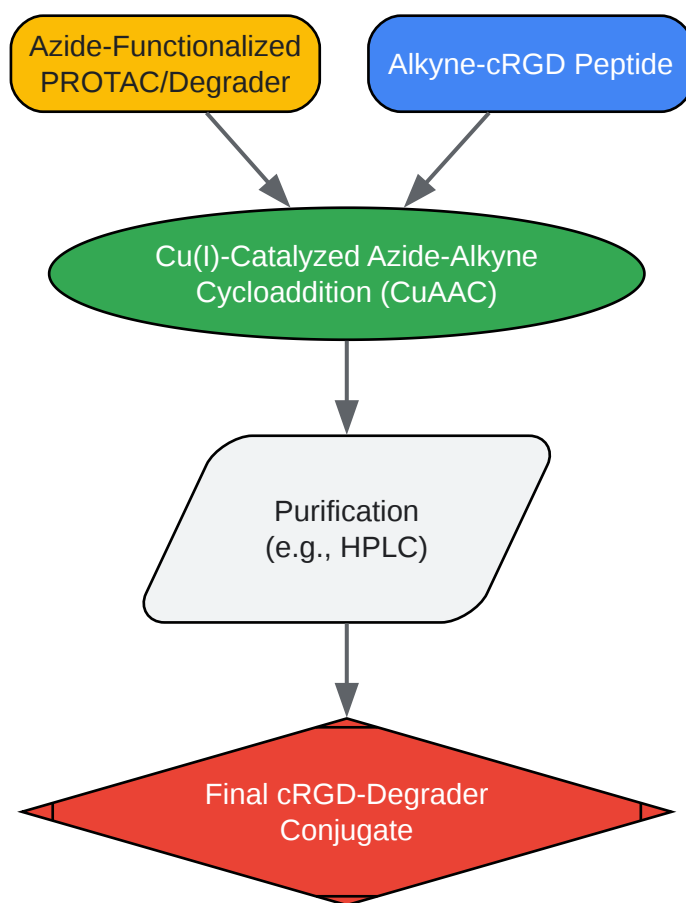 Azide-Functionalized
PROTAC/Degrader
Alkyne-cRGD Peptide
Cu(I)-Catalyzed Azide-Alkyne
Cycloaddition (CuAAC)
Purification
(e.g., HPLC)
Final cRGD-Degrader
Conjugate